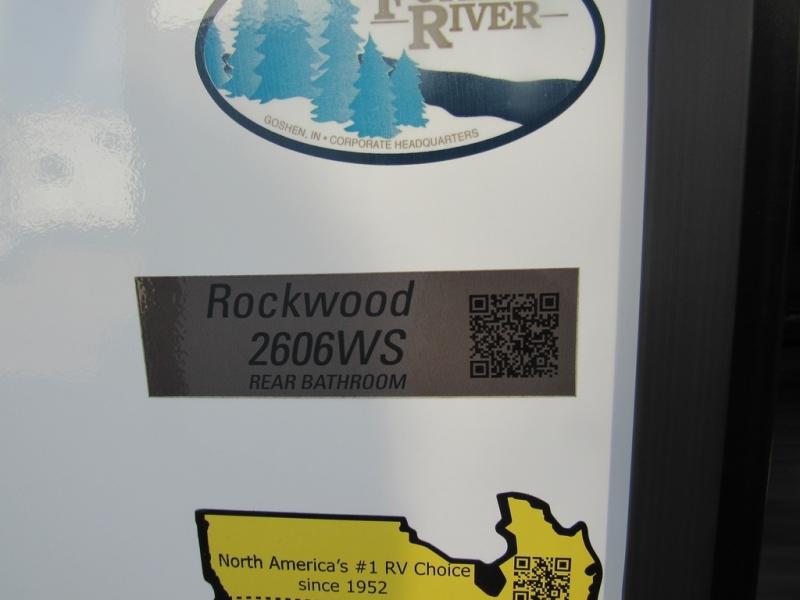 RIVER
GOSHEN, IN • CORPORATE HEADQUARTERS
Rockwood
2606WS
REAR BATHROOM
North America's #1 RV Choice
since 1952